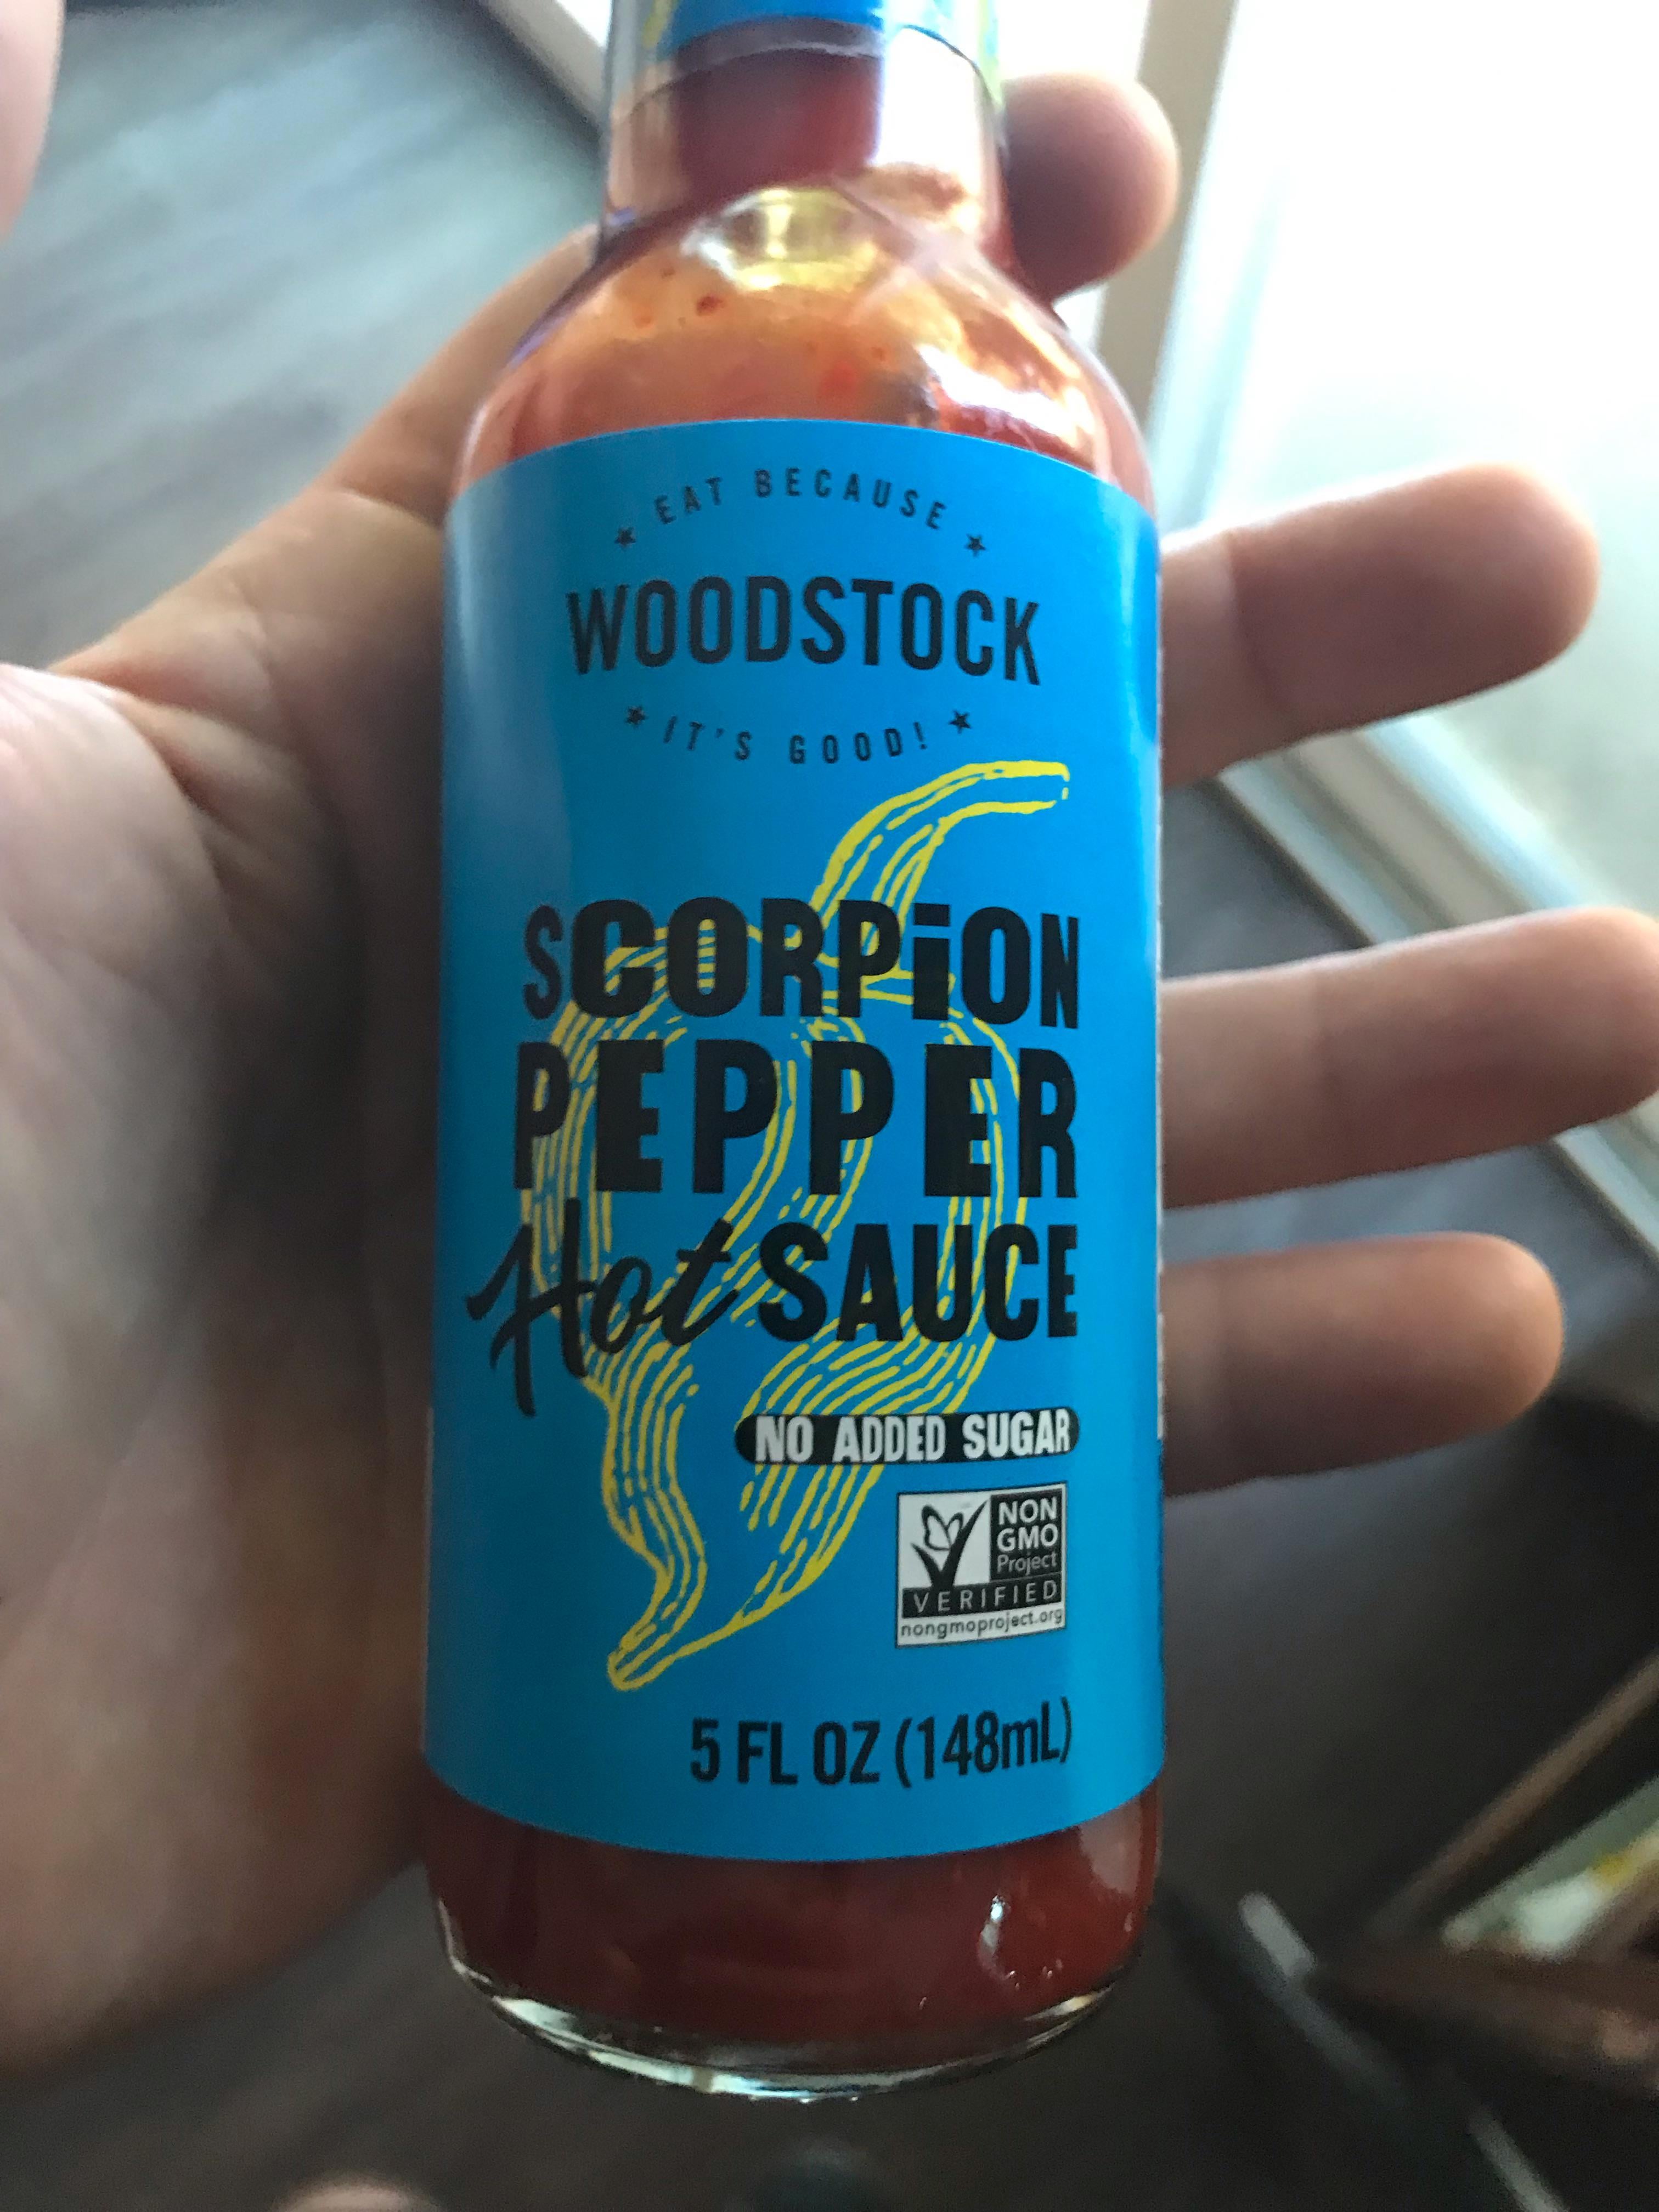 EAT BECAUSE
WOODSTOCK
IT'S GOOD!
SCORPiON
PEPPER
Hot SAUCE
NO ADDED SUGAR
NON
GMO
Project
VERIFIED
nongmoproject.org
5 FL OZ (148mL)